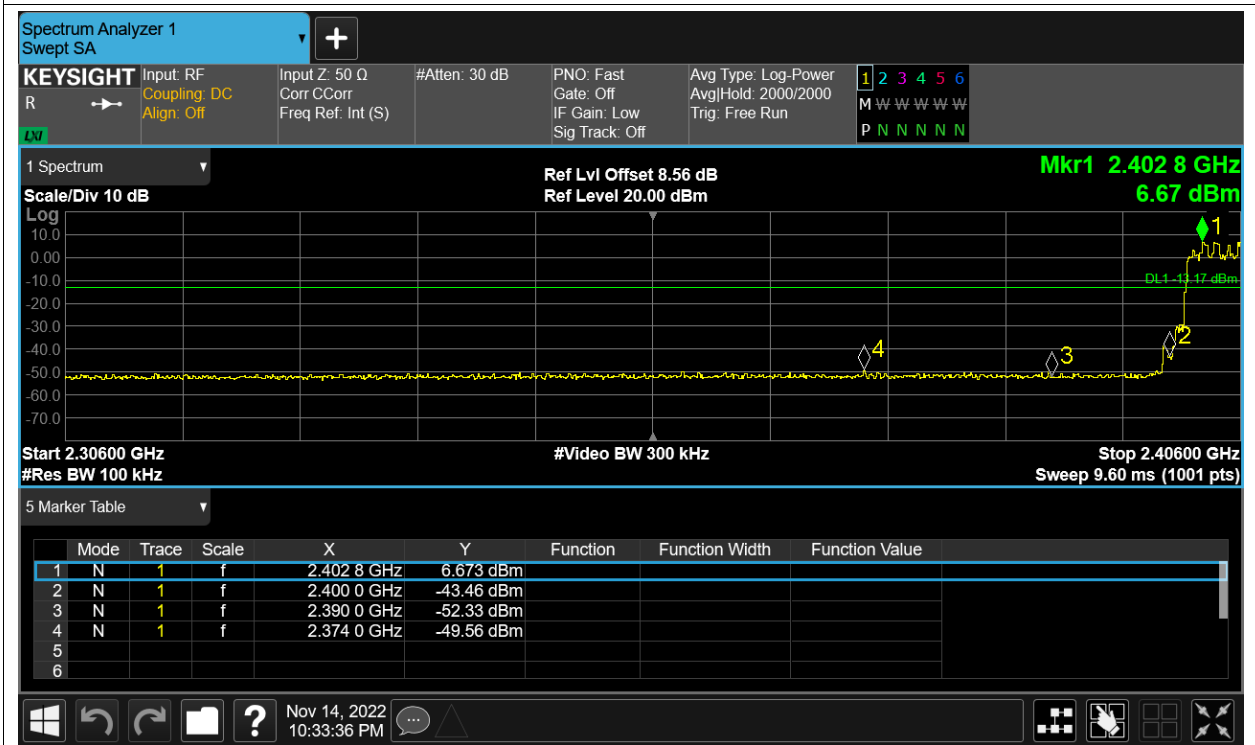 Spectrum Analyzer 1
Swept SA
+
KEYSIGHT
R
LXI
Input: RF
Coupling: DC
Align: Off
Input Z: 50 Ω
Corr CCorr
Freq Ref: Int (S)
#Atten: 30 dB
PNO: Fast
Gate: Off
IF Gain: Low
Sig Track: Off
Avg Type: Log-Power
Avg|Hold: 2000/2000
Trig: Free Run
1 2 3 4 5 6
M W W W W W
P N N N N N
1 Spectrum
Scale/Div 10 dB
Ref Lvl Offset 8.56 dB
Ref Level 20.00 dBm
Mkr1 2.402 8 GHz
6.67 dBm
Log
10.0
0.00
-10.0
-20.0
-30.0
-40.0
-50.0
-60.0
-70.0
1
DL1 -13.17 dBm
2
3
4
Start 2.30600 GHz
#Res BW 100 kHz
#Video BW 300 kHz
Stop 2.40600 GHz
Sweep 9.60 ms (1001 pts)
5 Marker Table
Mode Trace Scale X Y Function Function Width Function Value
1 N 1 f 2.402 8 GHz 6.673 dBm
2 N 1 f 2.400 0 GHz -43.46 dBm
3 N 1 f 2.390 0 GHz -52.33 dBm
4 N 1 f 2.374 0 GHz -49.56 dBm
5
6
?
Nov 14, 2022
10:33:36 PM